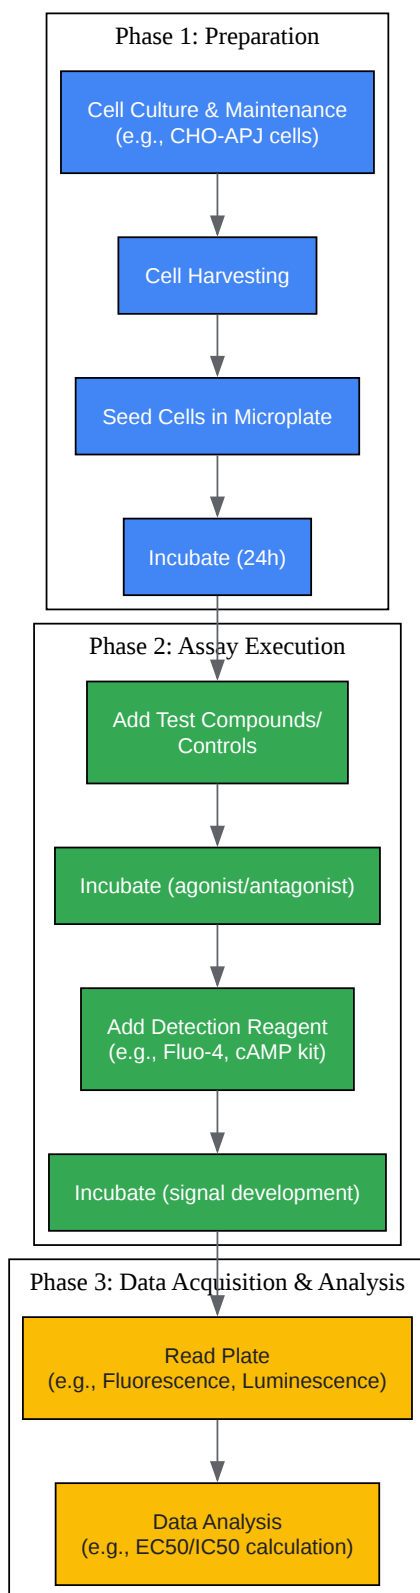 Phase 1: Preparation
Cell Culture & Maintenance
(e.g., CHO-APJ cells)
Cell Harvesting
Seed Cells in Microplate
Incubate (24h)
Phase 2: Assay Execution
Add Test Compounds/
Controls
Incubate (agonist/antagonist)
Add Detection Reagent
(e.g., Fluo-4, cAMP kit)
Incubate (signal development)
Phase 3: Data Acquisition & Analysis
Read Plate
(e.g., Fluorescence, Luminescence)
Data Analysis
(e.g., EC50/IC50 calculation)